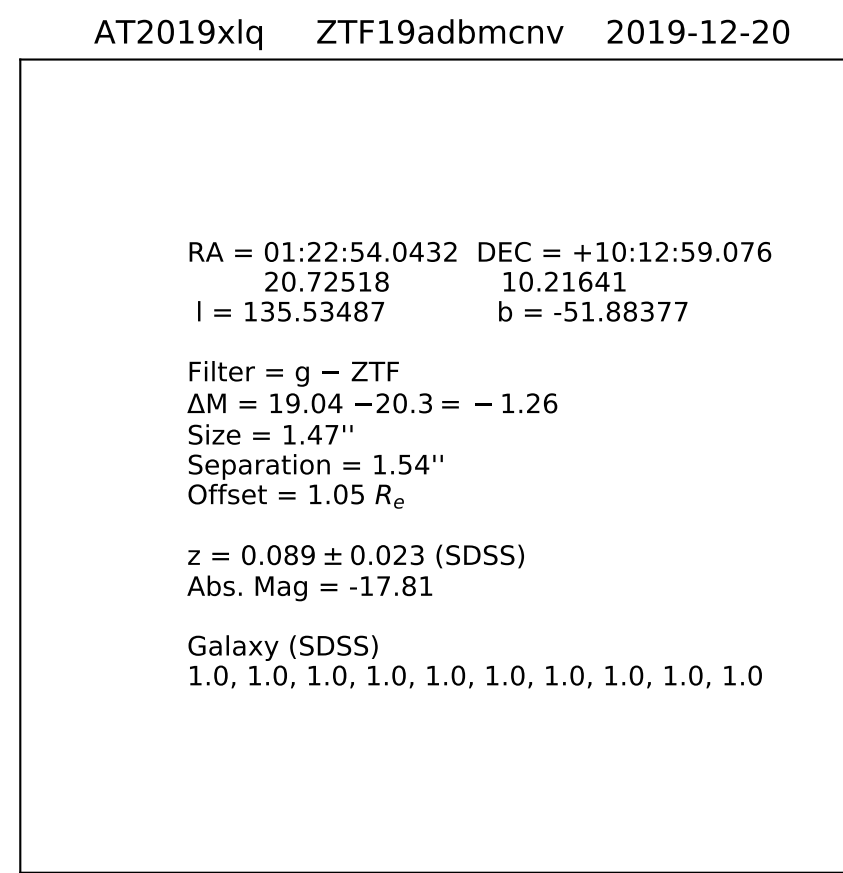 AT2019xlq ZTF19adbmcnv 2019-12-20
RA = 01:22:54.0432 DEC = +10:12:59.076
20.72518 10.21641
l = 135.53487 b = -51.88377
Filter = g − ZTF
ΔM = 19.04 −20.3 = − 1.26
Size = 1.47''
Separation = 1.54''
Offset = 1.05 Rₑ
z = 0.089 ± 0.023 (SDSS)
Abs. Mag = -17.81
Galaxy (SDSS)
1.0, 1.0, 1.0, 1.0, 1.0, 1.0, 1.0, 1.0, 1.0, 1.0